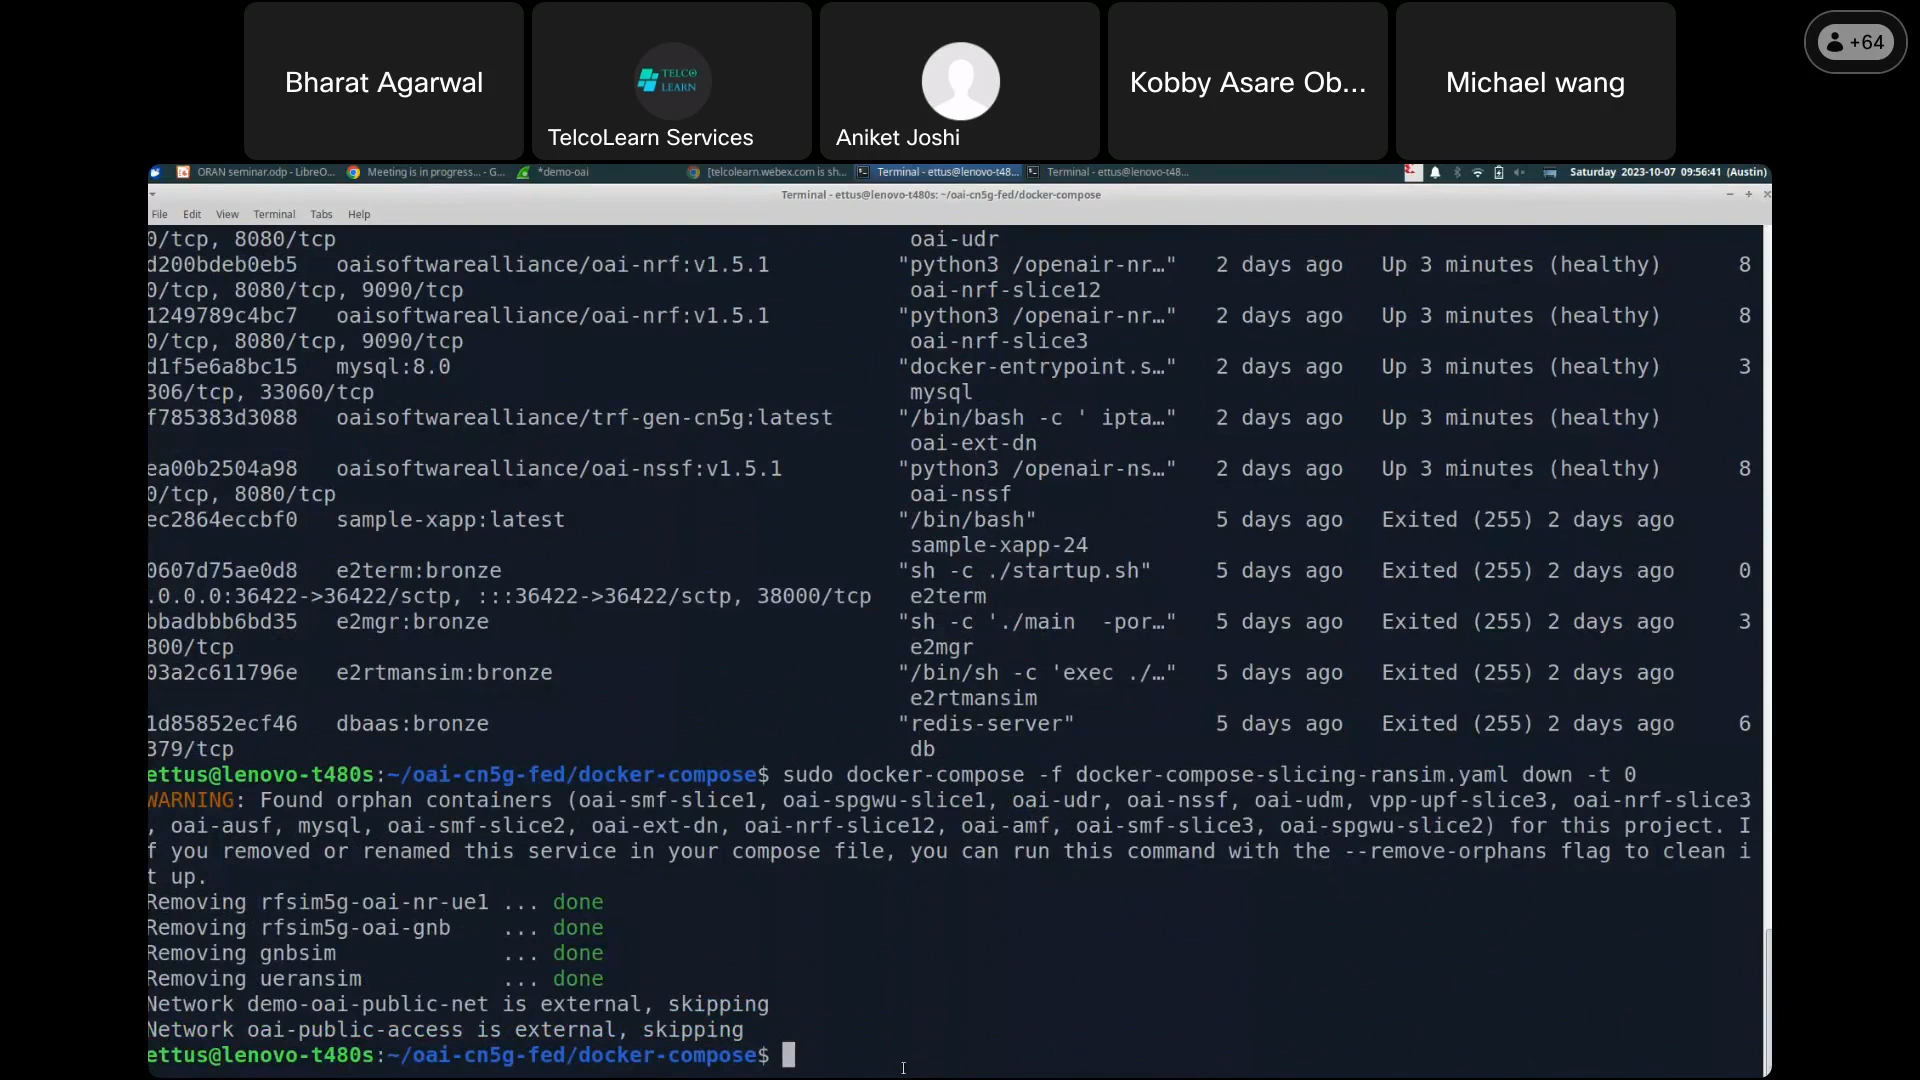 Bharat Agarwal
TELCO
LEARN
TelcoLearn Services
Aniket Joshi
Kobby Asare Ob...
Michael wang
+64
ORAN seminar.odp - LibreO...
Meeting is in progress... - G...
*demo-oai
[telcolearn.webex.com is sh...
Terminal - ettus@lenovo-t48...
Terminal - ettus@lenovo-t48...
Saturday 2023-10-07 09:56:41 (Austin)
Terminal - ettus@lenovo-t480s: ~/oai-cn5g-fed/docker-compose
File Edit View Terminal Tabs Help
0/tcp, 8080/tcp oai-udr
d200bdeb0eb5 oaisoftwarealliance/oai-nrf:v1.5.1 "python3 /openair-nr…" 2 days ago Up 3 minutes (healthy) 8
0/tcp, 8080/tcp, 9090/tcp oai-nrf-slice12
1249789c4bc7 oaisoftwarealliance/oai-nrf:v1.5.1 "python3 /openair-nr…" 2 days ago Up 3 minutes (healthy) 8
0/tcp, 8080/tcp, 9090/tcp oai-nrf-slice3
d1f5e6a8bc15 mysql:8.0 "docker-entrypoint.s…" 2 days ago Up 3 minutes (healthy) 3
306/tcp, 33060/tcp mysql
f785383d3088 oaisoftwarealliance/trf-gen-cn5g:latest "/bin/bash -c ' ipta…" 2 days ago Up 3 minutes (healthy)
oai-ext-dn
ea00b2504a98 oaisoftwarealliance/oai-nssf:v1.5.1 "python3 /openair-ns…" 2 days ago Up 3 minutes (healthy) 8
0/tcp, 8080/tcp oai-nssf
ec2864eccbf0 sample-xapp:latest "/bin/bash" 5 days ago Exited (255) 2 days ago
sample-xapp-24
0607d75ae0d8 e2term:bronze "sh -c ./startup.sh" 5 days ago Exited (255) 2 days ago 0
.0.0.0:36422->36422/sctp, :::36422->36422/sctp, 38000/tcp e2term
bbadbbb6bd35 e2mgr:bronze "sh -c './main -por…" 5 days ago Exited (255) 2 days ago 3
800/tcp e2mgr
03a2c611796e e2rtmansim:bronze "/bin/sh -c 'exec ./…" 5 days ago Exited (255) 2 days ago
e2rtmansim
1d85852ecf46 dbaas:bronze "redis-server" 5 days ago Exited (255) 2 days ago 6
379/tcp db
ettus@lenovo-t480s:~/oai-cn5g-fed/docker-compose$ sudo docker-compose -f docker-compose-slicing-ransim.yaml down -t 0
WARNING: Found orphan containers (oai-smf-slice1, oai-spgwu-slice1, oai-udr, oai-nssf, oai-udm, vpp-upf-slice3, oai-nrf-slice3
, oai-ausf, mysql, oai-smf-slice2, oai-ext-dn, oai-nrf-slice12, oai-amf, oai-smf-slice3, oai-spgwu-slice2) for this project. I
f you removed or renamed this service in your compose file, you can run this command with the --remove-orphans flag to clean i
t up.
Removing rfsim5g-oai-nr-ue1 ... done
Removing rfsim5g-oai-gnb ... done
Removing gnbsim ... done
Removing ueransim ... done
Network demo-oai-public-net is external, skipping
Network oai-public-access is external, skipping
ettus@lenovo-t480s:~/oai-cn5g-fed/docker-compose$